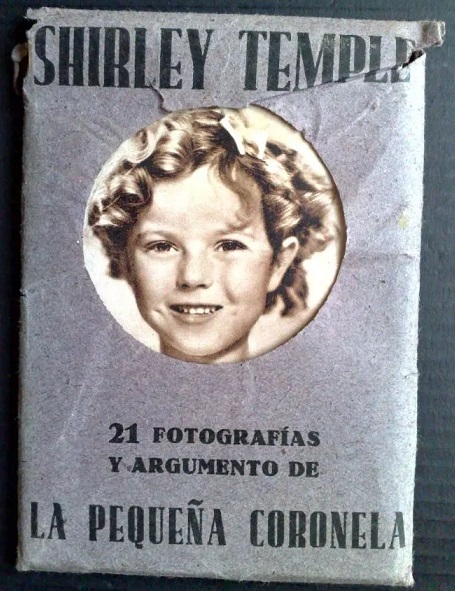 SHIRLEY TEMPLE
21 FOTOGRAFÍAS
Y ARGUMENTO DE
LA PEQUEÑA CORONELA